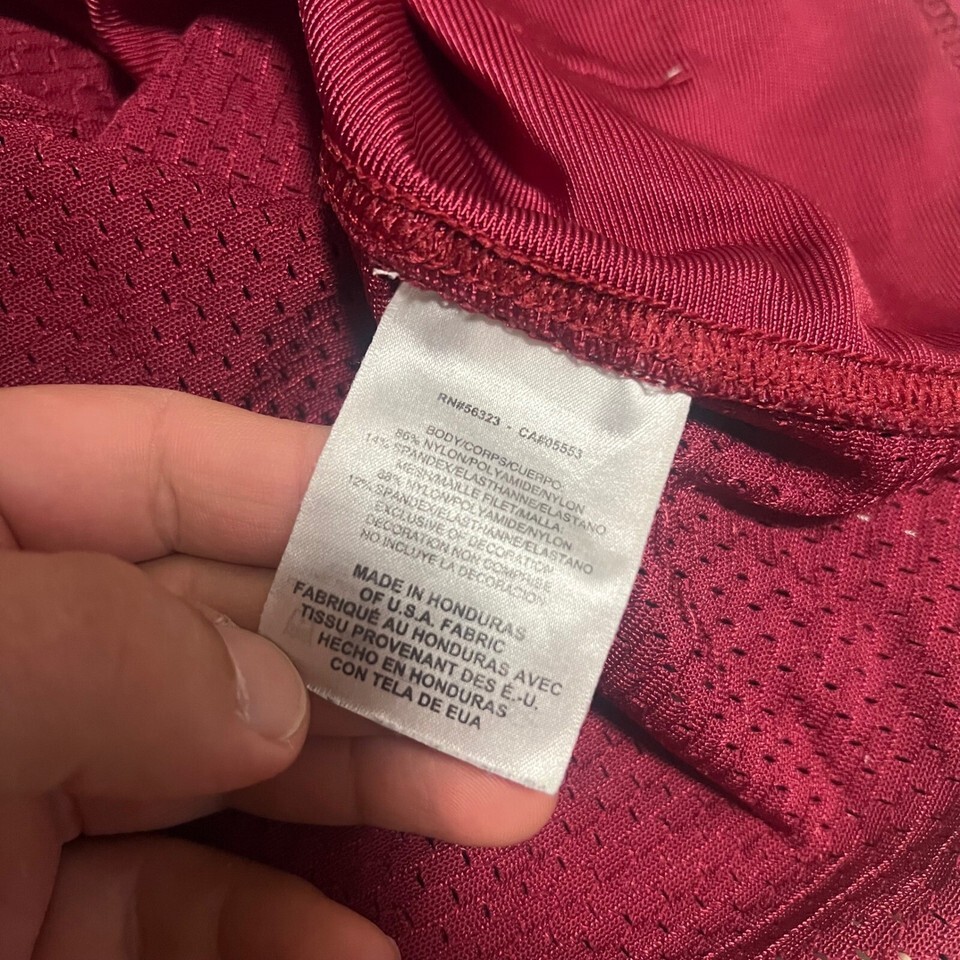 RN#56323 - CA#05553
BODY/CORPS/CUERPO
86% NYLON/POLYAMIDE/NYLON
14% SPANDEX/ELASTHANNE/ELASTANO
MESH/MAILLE FILET/MALLA
88% NYLON/POLYAMIDE/NYLON
12% SPANDEX/ELASTHANNE/ELASTANO
EXCLUSIVE OF DECORATION
DECORATION NON COMPRISE
NO INCLUYE LA DECORACION
MADE IN HONDURAS
OF U.S.A. FABRIC
FABRIQUÉ AU HONDURAS AVEC
TISSU PROVENANT DES É.-U.
HECHO EN HONDURAS
CON TELA DE EUA